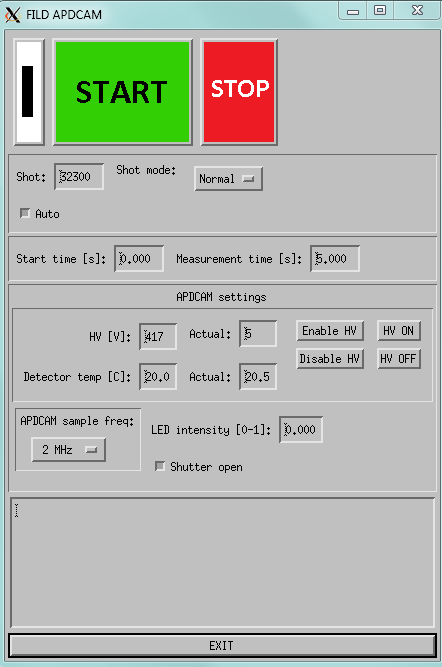 FILD APDCAM
START
STOP
Shot: 32300 Shot mode: Normal
Auto
Start time [s]: 0.000 Measurement time [s]: 5.000
APDCAM settings
HV [V]: 417 Actual: 5 Enable HV HV ON
Disable HV HV OFF
Detector temp [C]: 20.0 Actual: 20.5
APDCAM sample freq:
2 MHz
LED intensity [0-1]: 0.000
Shutter open
EXIT